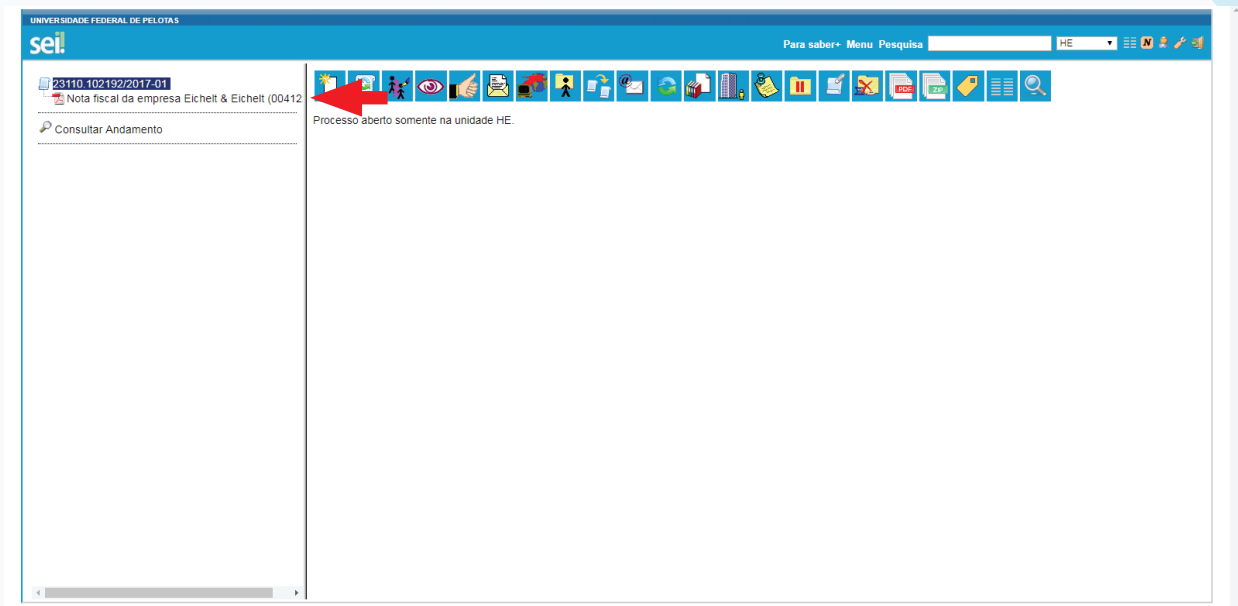 UNIVERSIDADE FEDERAL DE PELOTAS
sei!
Para saber+ Menu Pesquisa
HE
N
23110.102192/2017-01
Nota fiscal da empresa Eichelt & Eichelt (00412
Consultar Andamento
PDF
ZIP
Processo aberto somente na unidade HE.